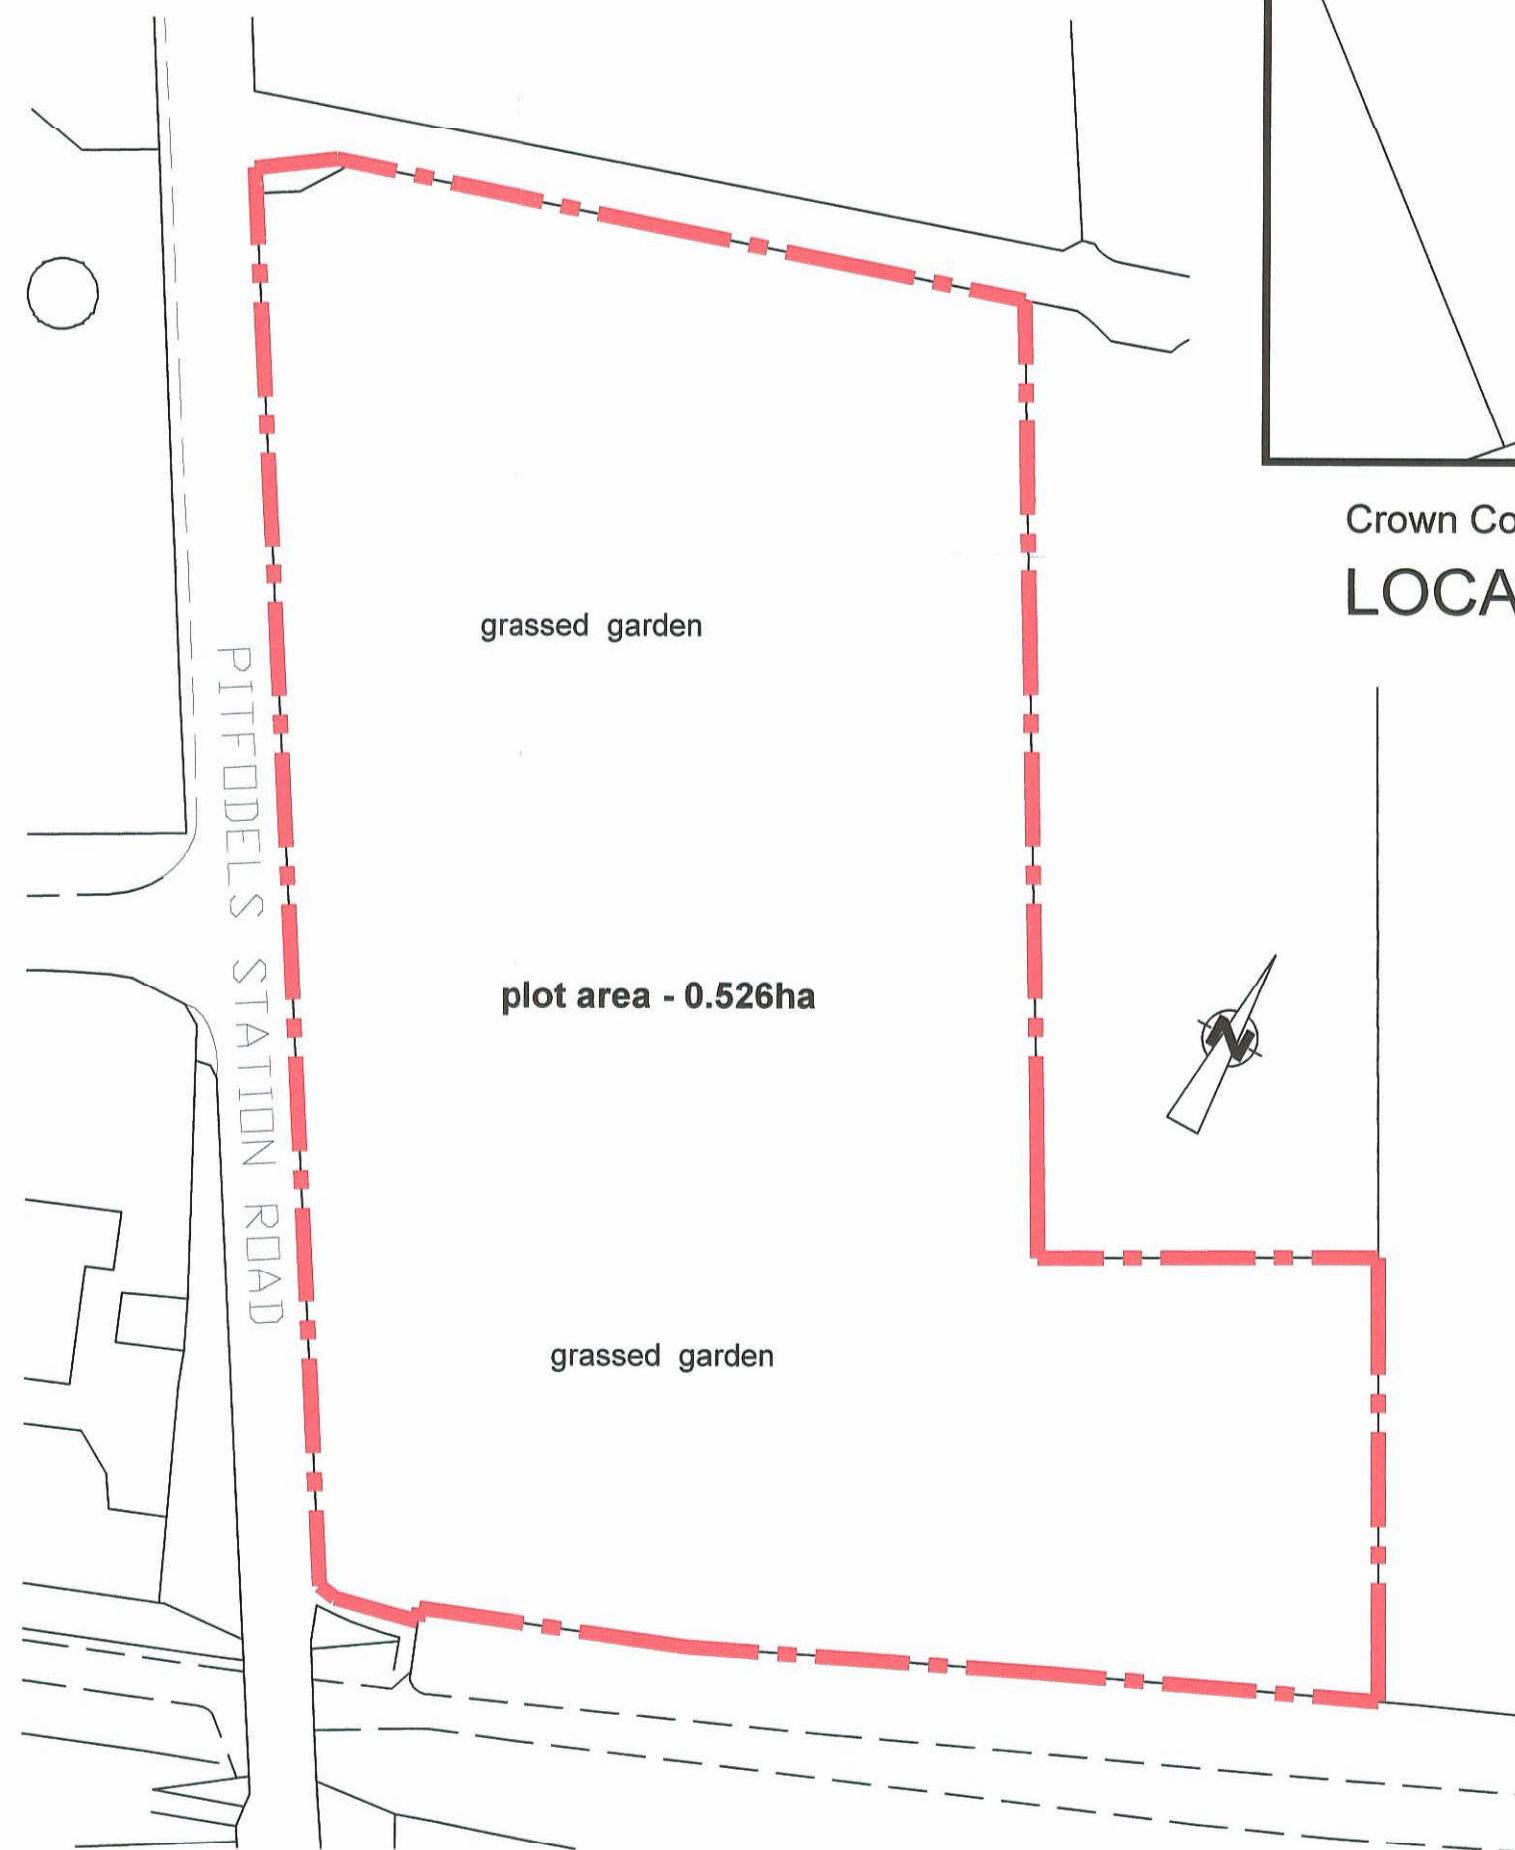 Crown Co
LOCA
grassed garden
PITFODELS STATION ROAD
plot area - 0.526ha
N
grassed garden